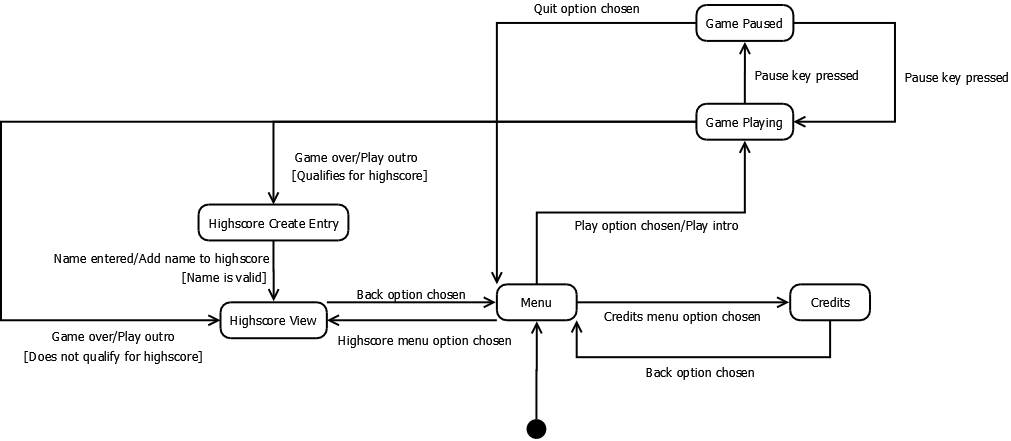 Quit option chosen
Game Paused
Pause key pressed
Pause key pressed
Game Playing
Game over/Play outro
[Qualifies for highscore]
Highscore Create Entry
Play option chosen/Play intro
Name entered/Add name to highscore
[Name is valid]
Back option chosen
Menu
Credits
Highscore View
Credits menu option chosen
Game over/Play outro
[Does not qualify for highscore]
Highscore menu option chosen
Back option chosen